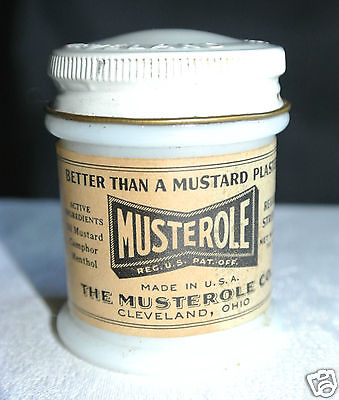 BETTER THAN A MUSTARD
ACTIVE
INGREDIENTS
Mustard
Camphor
Menthol
MUSTEROLE
REG. U.S. PAT. OFF.
MADE IN U.S.A.
THE MUSTEROLE CO.
CLEVELAND, OHIO